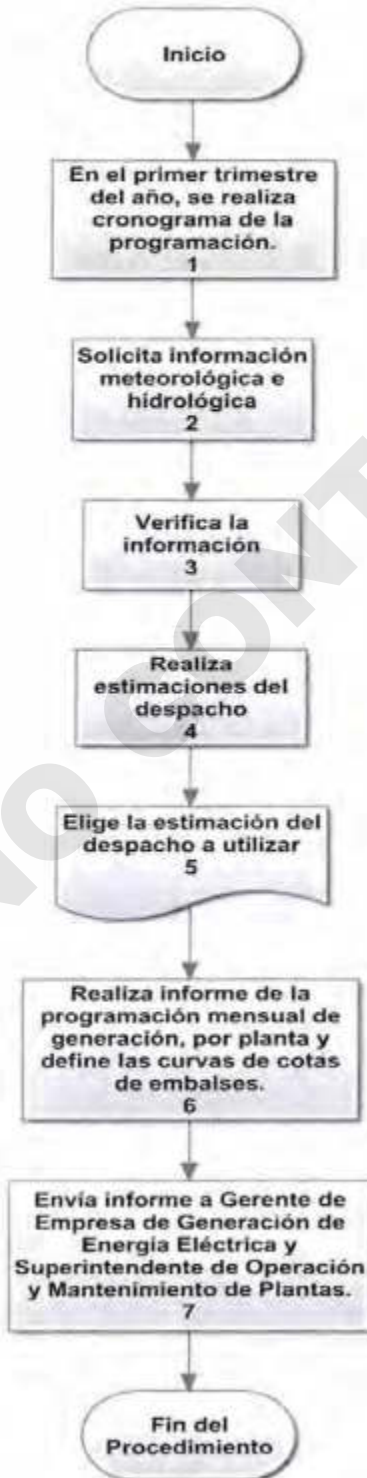 Inicio
En el primer trimestre
del año, se realiza
cronograma de la
programación.
1
Solicita información
meteorológica e
hidrológica
2
Verifica la
información
3
Realiza
estimaciones del
despacho
4
Elige la estimación del
despacho a utilizar
5
Realiza informe de la
programación mensual de
generación, por planta y
define las curvas de cotas
de embalses.
6
Envía informe a Gerente de
Empresa de Generación de
Energía Eléctrica y
Superintendente de Operación
y Mantenimiento de Plantas.
7
Fin del
Procedimiento
NO CONT